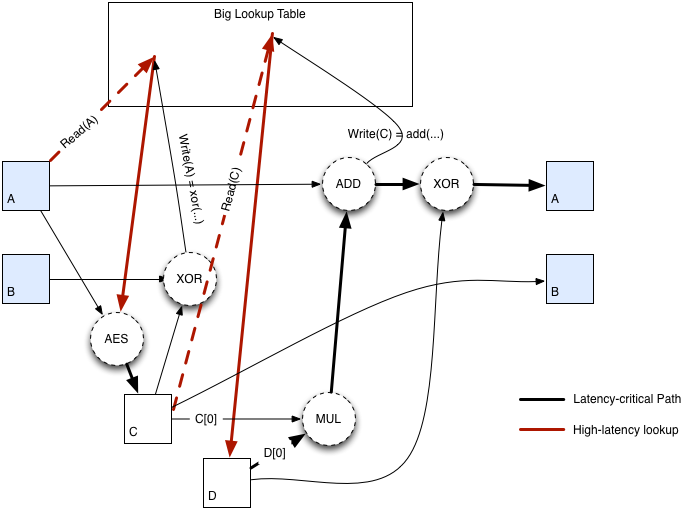 Big Lookup Table
Read(A)
Write(A) = xor(...)
Read(C)
Write(C) = add(...)
A
ADD
XOR
A
B
XOR
B
AES
C
C[0]
MUL
D[0]
D
Latency-critical Path
High-latency lookup